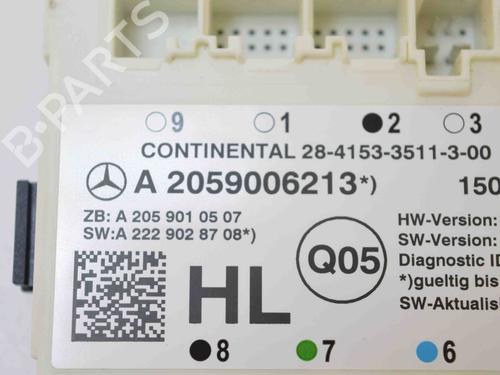 9 1 2 3
CONTINENTAL 28-4153-3511-3-00
A 2059006213*) 150
ZB: A 205 901 05 07
HW-Version:
SW:A 222 902 87 08*)
SW-Version:
Diagnostic ID
*)gueltig bis
SW-Aktualis
HL
Q05
8 7 6
B-PARTS